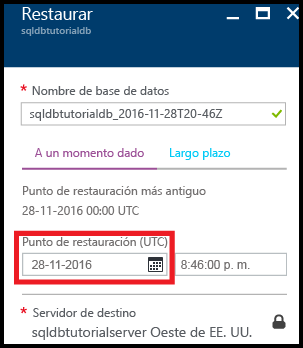 Restaurar
sqldbtutorialdb
* Nombre de base de datos
sqldbtutorialdb_2016-11-28T20-46Z
A un momento dado Largo plazo
Punto de restauración más antiguo
28-11-2016 00:00 UTC
Punto de restauración (UTC)
28-11-2016 8:46:00 p. m.
* Servidor de destino
sqldbtutorialserver Oeste de EE. UU.